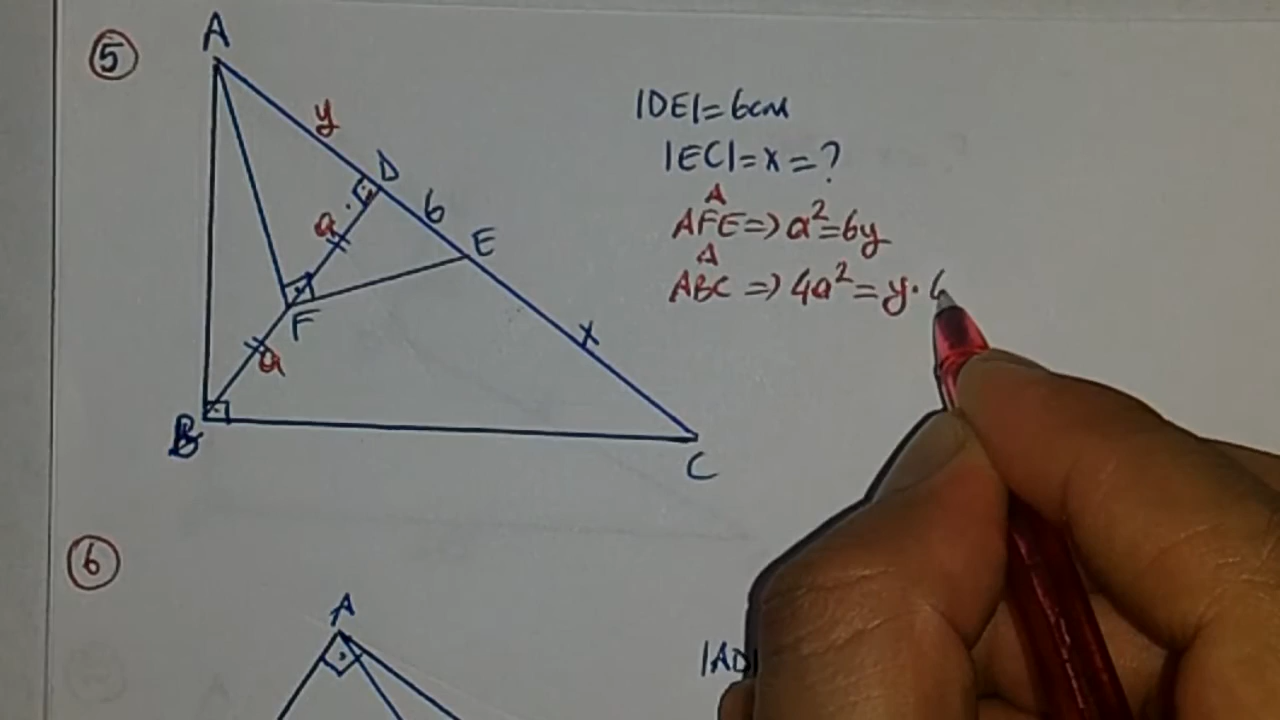 5
A
y
D
6
E
a
F
a
x
B
C
|DE|=6cm
|EC|=x=?
AFE=>a²=6y
ABC=>4a²=y·6
6
A
|AD|